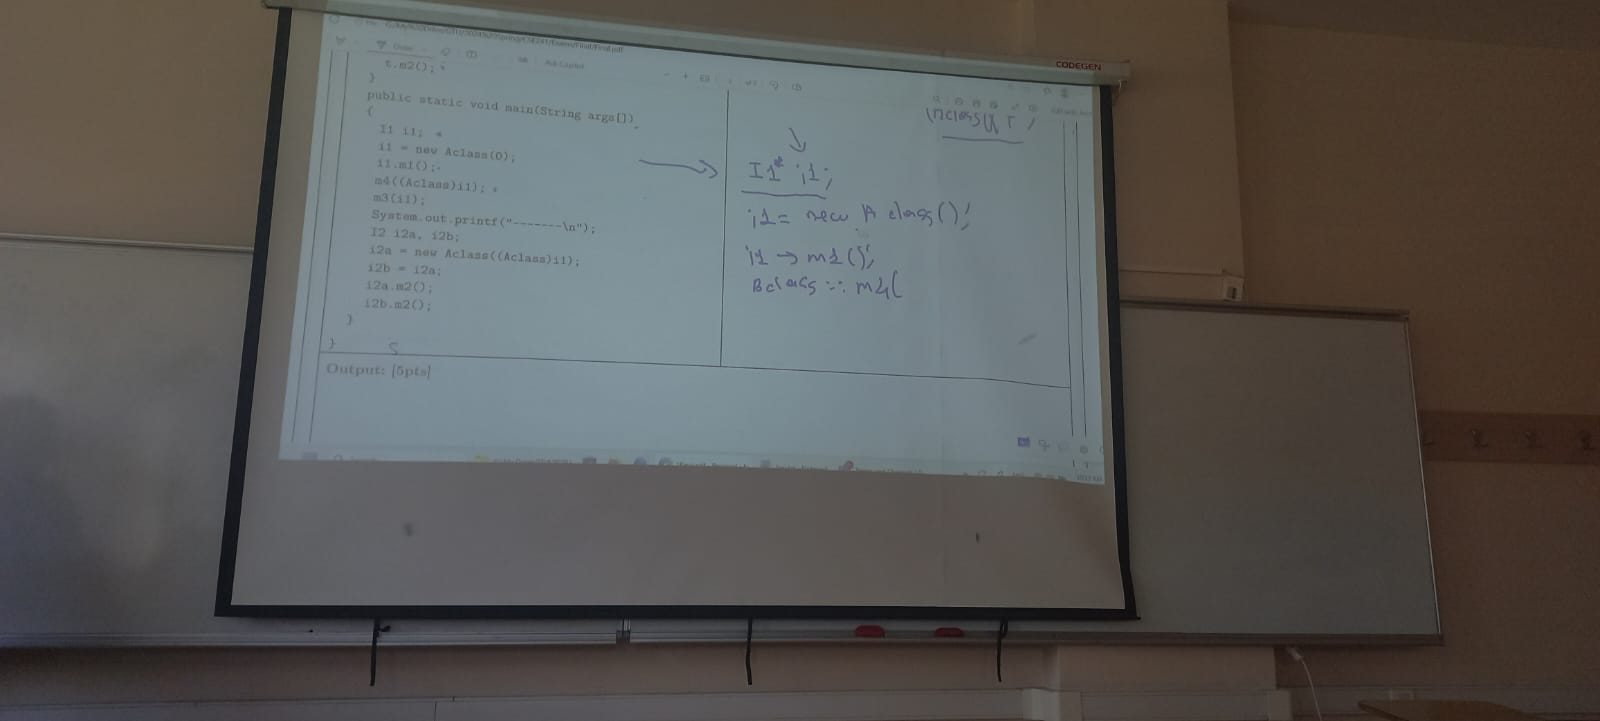 CODEGEN
t.m2();
}
public static void main(String args[])
{
I1 i1;
i1 = new Aclass(0);
i1.m1();
m4((Aclass)i1);
m3(i1);
System.out.printf("-------\n");
I2 i2a, i2b;
i2a = new Aclass((Aclass)i1);
i2b = i2a;
i2a.m2();
i2b.m2();
}
}
5
Output: [5pts]
I1* i1;
i1 = new A class();
i1 → m1();
Bclass :: m4(